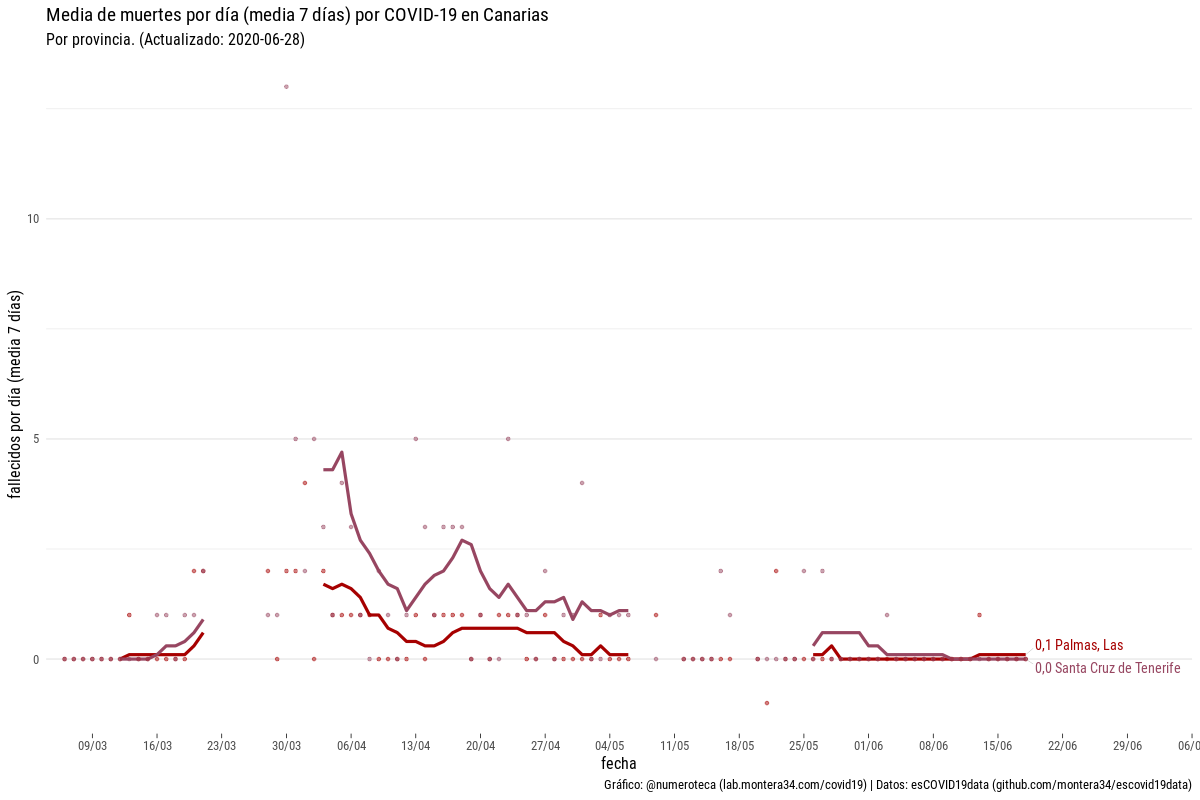 Media de muertes por día (media 7 días) por COVID-19 en Canarias
Por provincia. (Actualizado: 2020-06-28)
fallecidos por día (media 7 días)
10
5
0
0,1 Palmas, Las
0,0 Santa Cruz de Tenerife
09/03 16/03 23/03 30/03 06/04 13/04 20/04 27/04 04/05 11/05 18/05 25/05 01/06 08/06 15/06 22/06 29/06 06/0
fecha
Gráfico: @numeroteca (lab.montera34.com/covid19) | Datos: esCOVID19data (github.com/montera34/escovid19data)